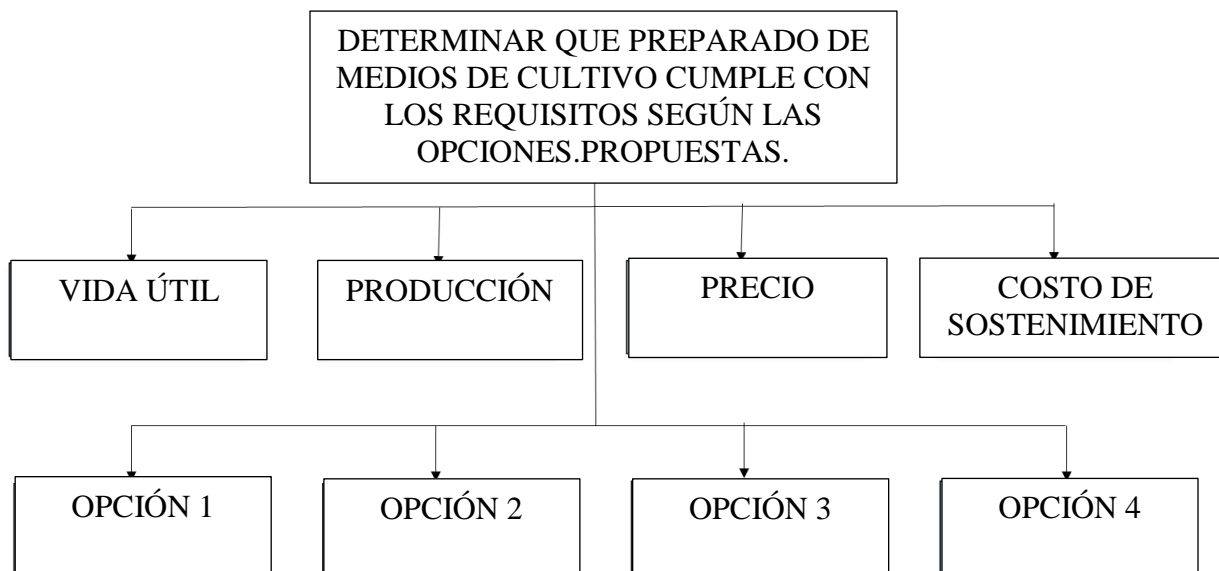 DETERMINAR QUE PREPARADO DE
MEDIOS DE CULTIVO CUMPLE CON
LOS REQUISITOS SEGÚN LAS
OPCIONES.PROPUESTAS.
VIDA ÚTIL
PRODUCCIÓN
PRECIO
COSTO DE
SOSTENIMIENTO
OPCIÓN 1
OPCIÓN 2
OPCIÓN 3
OPCIÓN 4